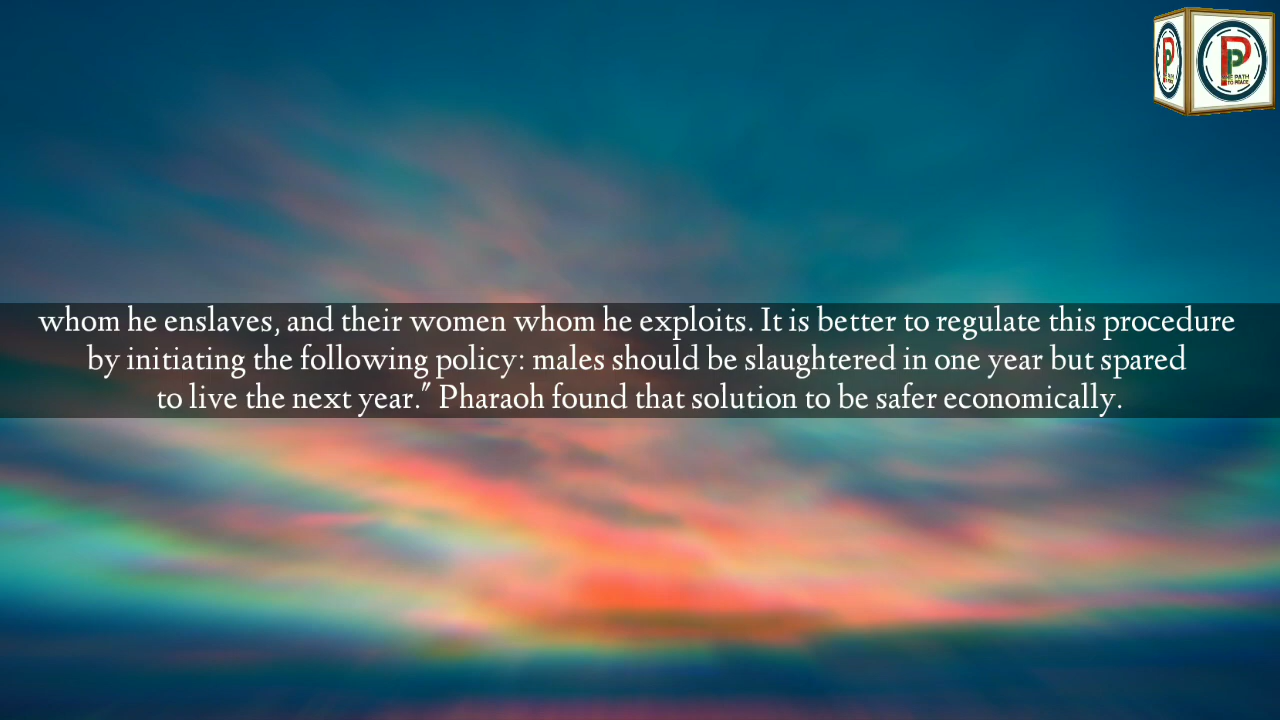 whom he enslaves, and their women whom he exploits. It is better to regulate this procedure
by initiating the following policy: males should be slaughtered in one year but spared
to live the next year." Pharaoh found that solution to be safer economically.